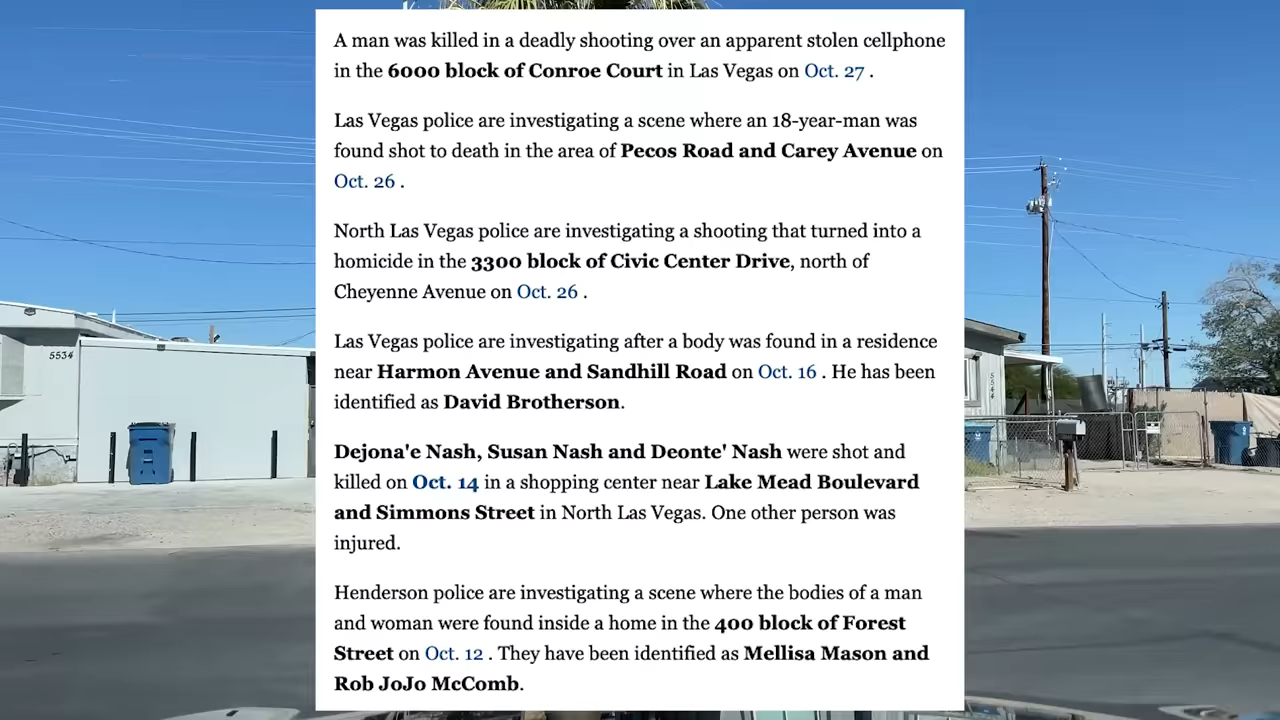 A man was killed in a deadly shooting over an apparent stolen cellphone
in the 6000 block of Conroe Court in Las Vegas on Oct. 27 .
Las Vegas police are investigating a scene where an 18-year-man was
found shot to death in the area of Pecos Road and Carey Avenue on
Oct. 26 .
North Las Vegas police are investigating a shooting that turned into a
homicide in the 3300 block of Civic Center Drive, north of
Cheyenne Avenue on Oct. 26 .
Las Vegas police are investigating after a body was found in a residence
near Harmon Avenue and Sandhill Road on Oct. 16 . He has been
identified as David Brotherson.
Dejona'e Nash, Susan Nash and Deonte' Nash were shot and
killed on Oct. 14 in a shopping center near Lake Mead Boulevard
and Simmons Street in North Las Vegas. One other person was
injured.
Henderson police are investigating a scene where the bodies of a man
and woman were found inside a home in the 400 block of Forest
Street on Oct. 12 . They have been identified as Mellisa Mason and
Rob JoJo McComb.
5534
5544